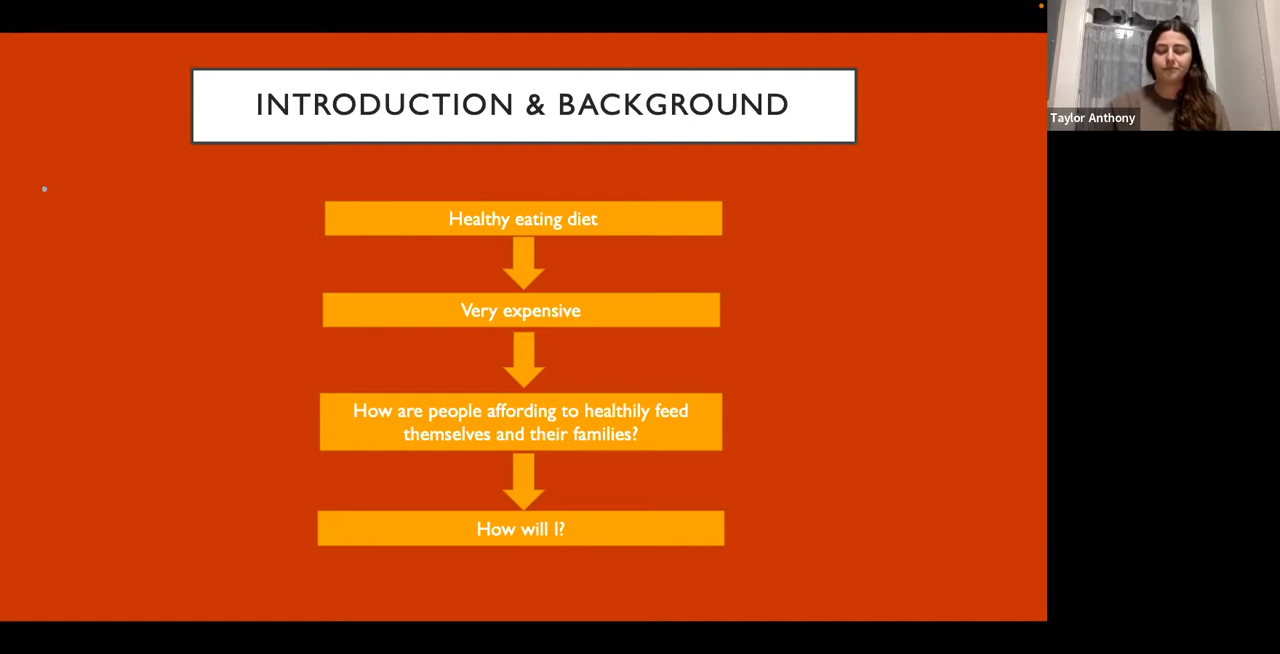 INTRODUCTION & BACKGROUND
Taylor Anthony
Healthy eating diet
Very expensive
How are people affording to healthily feed
themselves and their families?
How will I?